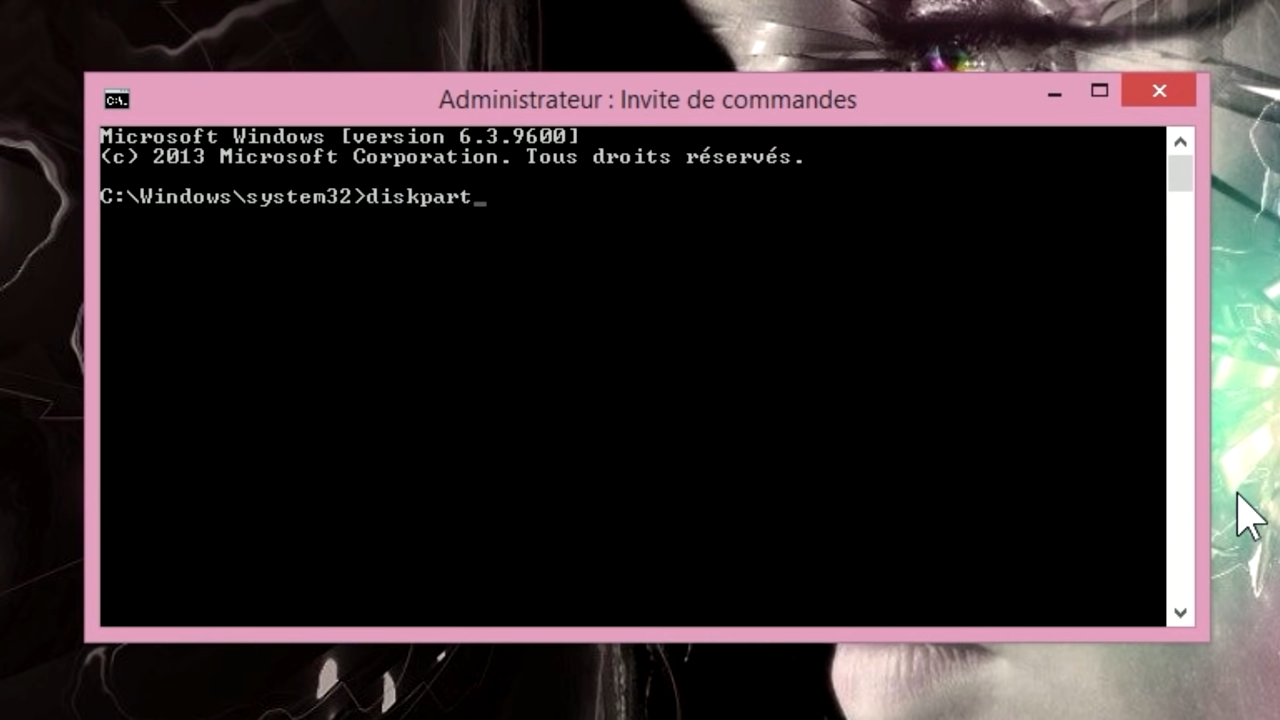 Administrateur : Invite de commandes
Microsoft Windows [version 6.3.9600]
(c) 2013 Microsoft Corporation. Tous droits réservés.
C:\Windows\system32>diskpart_